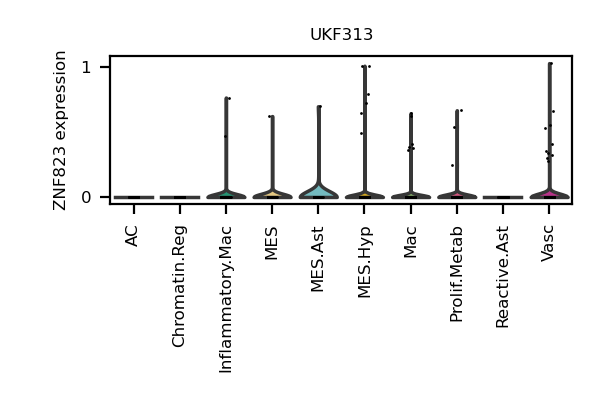 UKF313
ZNF823 expression
1
0
AC
Chromatin.Reg
Inflammatory.Mac
MES
MES.Ast
MES.Hyp
Mac
Prolif.Metab
Reactive.Ast
Vasc